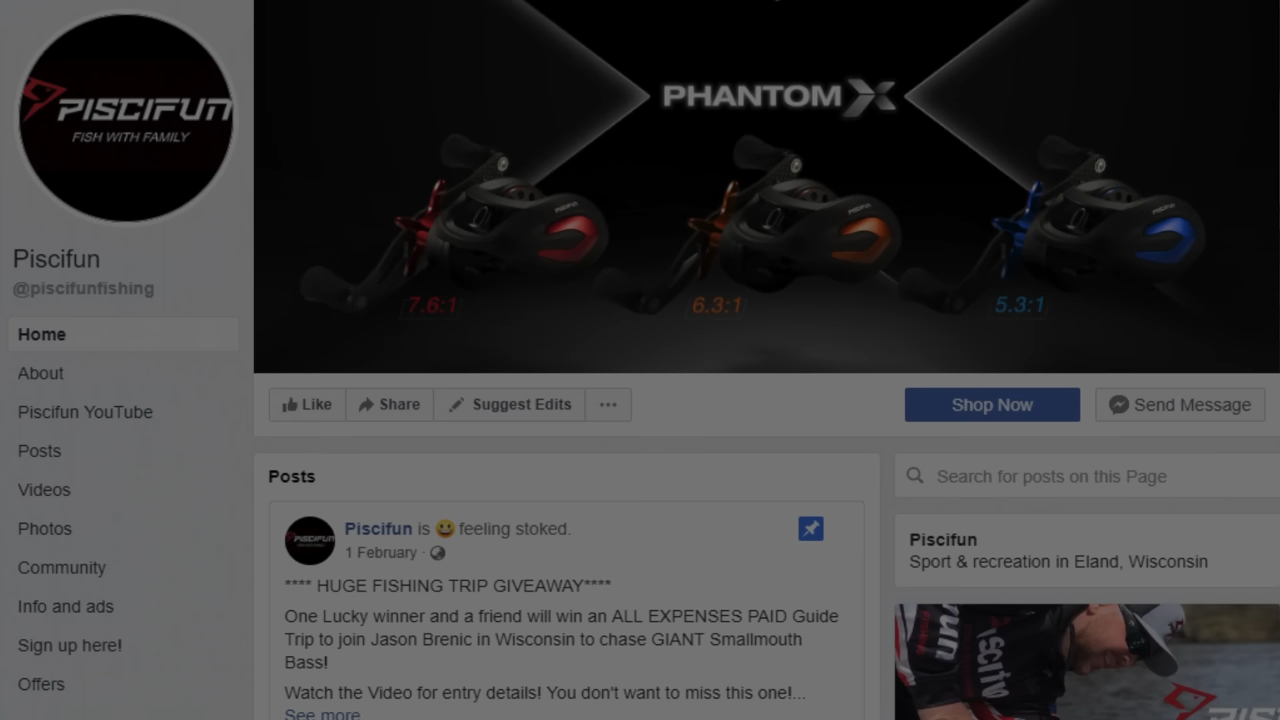 PISCIFUN
FISH WITH FAMILY
Piscifun
@piscifunfishing
Home
About
Piscifun YouTube
Posts
Videos
Photos
Community
Info and ads
Sign up here!
Offers
PHANTOM X
7.6:1
6.3:1
5.3:1
Like
Share
Suggest Edits
Shop Now
Send Message
Posts
Piscifun is feeling stoked.
1 February
**** HUGE FISHING TRIP GIVEAWAY****
One Lucky winner and a friend will win an ALL EXPENSES PAID Guide
Trip to join Jason Brenic in Wisconsin to chase GIANT Smallmouth
Bass!
Watch the Video for entry details! You don't want to miss this one!...
See more
Search for posts on this Page
Piscifun
Sport & recreation in Eland, Wisconsin